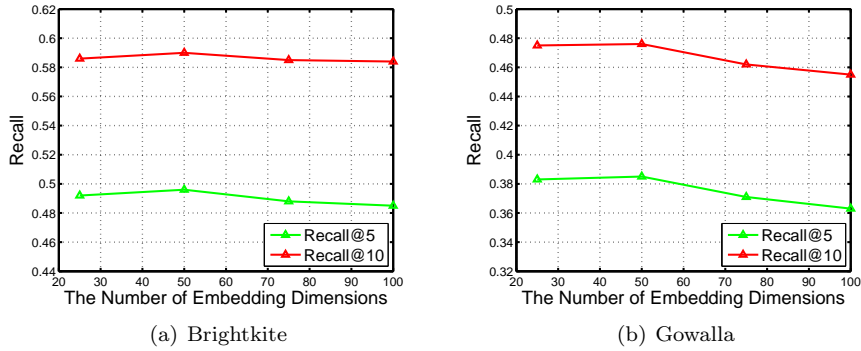 0.62
0.6
0.58
0.56
0.54
0.52
0.5
0.48
0.46
0.44
Recall
20 30 40 50 60 70 80 90 100
The Number of Embedding Dimensions
Recall@5
Recall@10
(a) Brightkite
0.5
0.48
0.46
0.44
0.42
0.4
0.38
0.36
0.34
0.32
Recall
20 30 40 50 60 70 80 90 100
The Number of Embedding Dimensions
Recall@5
Recall@10
(b) Gowalla